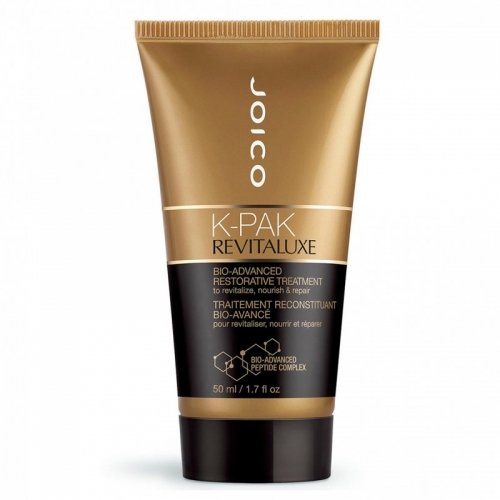 JOICO
K-PAK
REVITALUXE
BIO-ADVANCED
RESTORATIVE TREATMENT
to revitalize, nourish & repair
TRAITEMENT RECONSTITUANT
BIO-AVANCÉ
pour revitaliser, nourrir et réparer
BIO-ADVANCED
PEPTIDE COMPLEX
50 ml / 1.7 fl oz